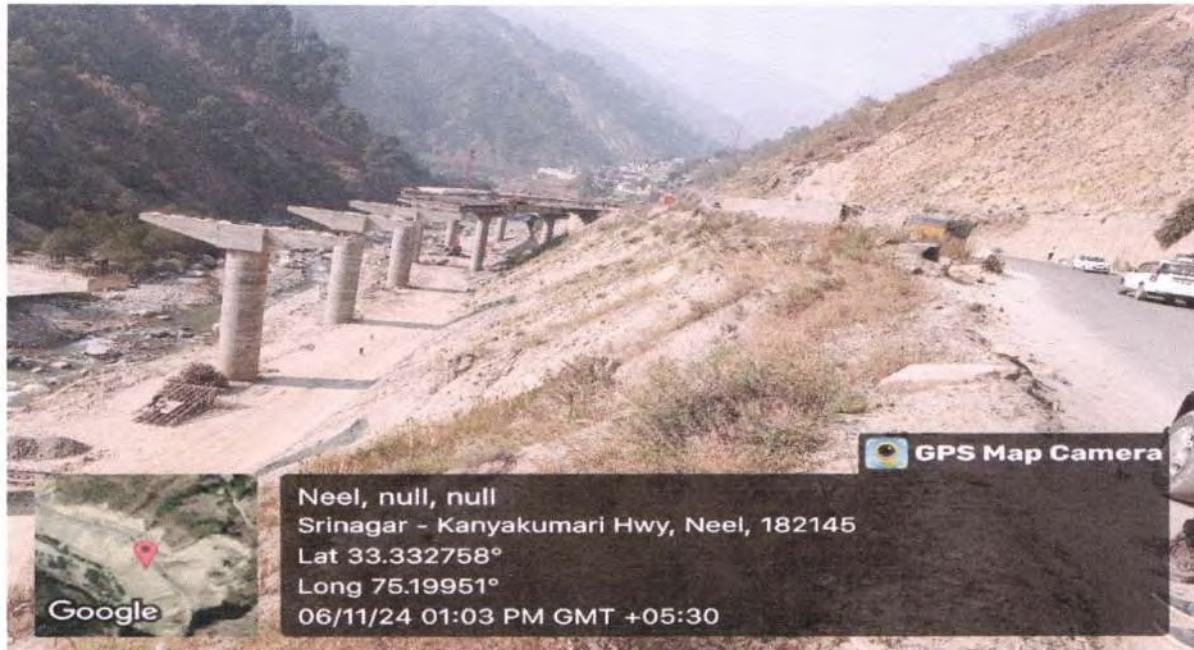 GPS Map Camera
Neel, null, null
Srinagar - Kanyakumari Hwy, Neel, 182145
Lat 33.332758°
Long 75.19951°
06/11/24 01:03 PM GMT +05:30
Google